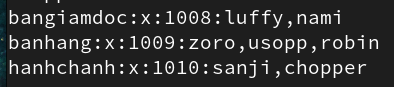 bangiamdoc:x:1008:luffy,nami
banhang:x:1009:zoro,usopp,robin
hanhchanh:x:1010:sanji,chopper